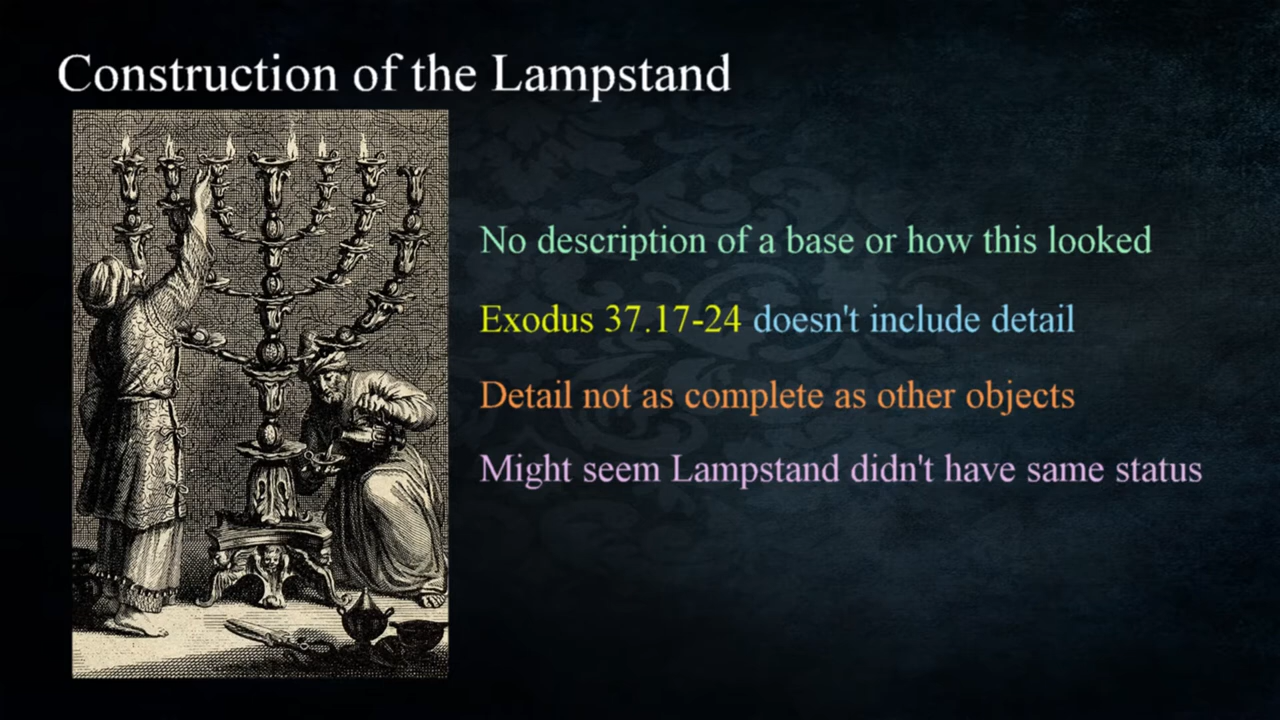 Construction of the Lampstand
No description of a base or how this looked
Exodus 37.17-24 doesn't include detail
Detail not as complete as other objects
Might seem Lampstand didn't have same status